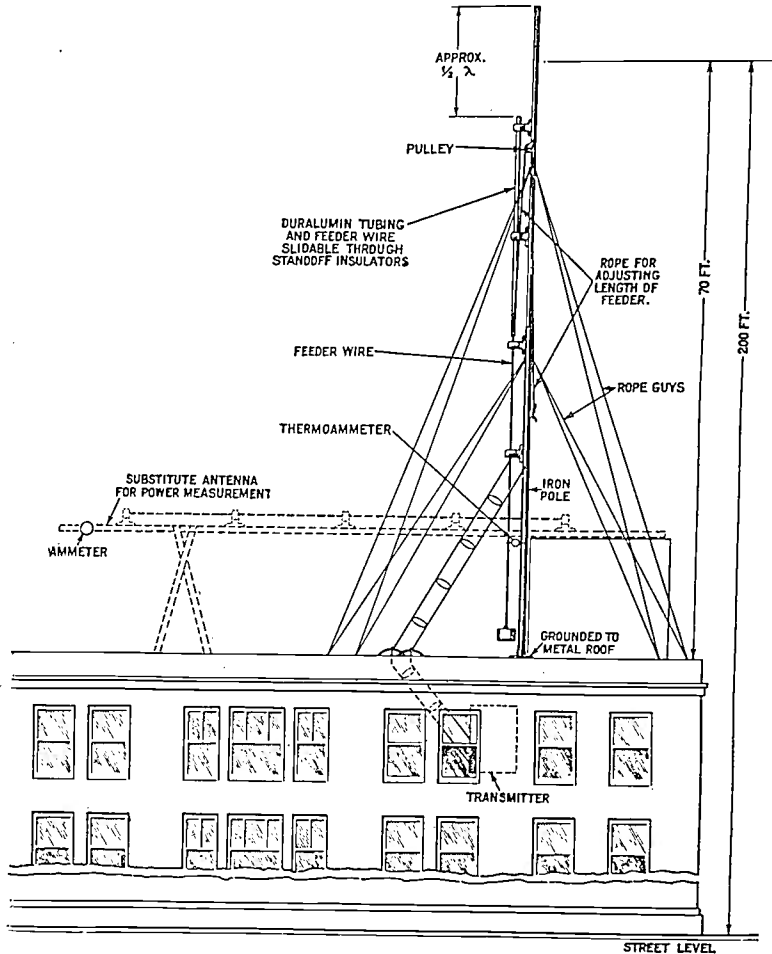 APPROX.
½ λ
PULLEY
DURALUMIN TUBING
AND FEEDER WIRE
SLIDABLE THROUGH
STANDOFF INSULATORS
ROPE FOR
ADJUSTING
LENGTH OF
FEEDER.
70 FT.
200 FT.
FEEDER WIRE
ROPE GUYS
THERMOAMMETER
SUBSTITUTE ANTENNA
FOR POWER MEASUREMENT
IRON
POLE
AMMETER
GROUNDED TO
METAL ROOF
TRANSMITTER
STREET LEVEL